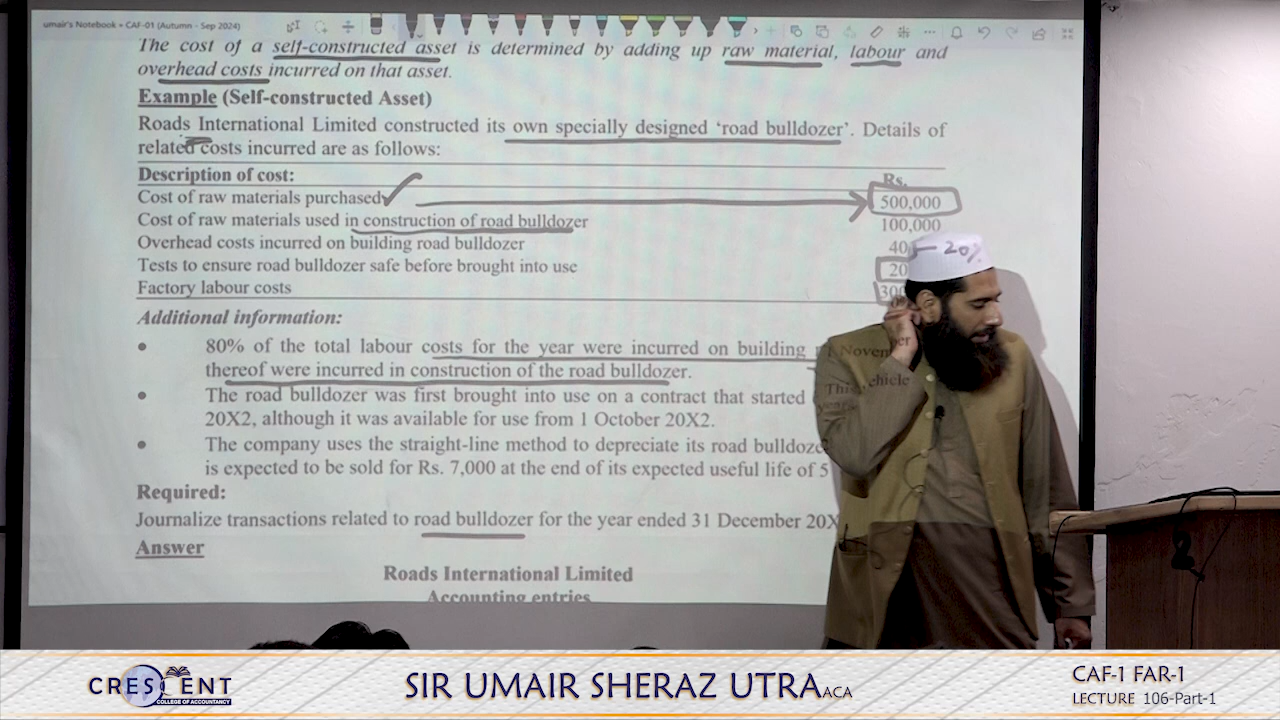 umair's Notebook » CAF-01 (Autumn - Sep 2024)
The cost of a self-constructed asset is determined by adding up raw material, labour and
overhead costs incurred on that asset.
Example (Self-constructed Asset)
Roads International Limited constructed its own specially designed ‘road bulldozer’. Details of
related costs incurred are as follows:
Description of cost: Rs.
Cost of raw materials purchased 500,000
Cost of raw materials used in construction of road bulldozer 100,000
Overhead costs incurred on building road bulldozer 40 20%
Tests to ensure road bulldozer safe before brought into use 20
Factory labour costs 300
Additional information:
• 80% of the total labour costs for the year were incurred on building
thereof were incurred in construction of the road bulldozer.
• The road bulldozer was first brought into use on a contract that started 1 November
20X2, although it was available for use from 1 October 20X2.
• The company uses the straight-line method to depreciate its road bulldoze This vehicle
is expected to be sold for Rs. 7,000 at the end of its expected useful life of 5
Required:
Journalize transactions related to road bulldozer for the year ended 31 December 20X
Answer
Roads International Limited
Accounting entries
2
CRESCENT
COLLEGE OF ACCOUNTANCY
SIR UMAIR SHERAZ UTRA ACA
CAF-1 FAR-1
LECTURE 106-Part-1